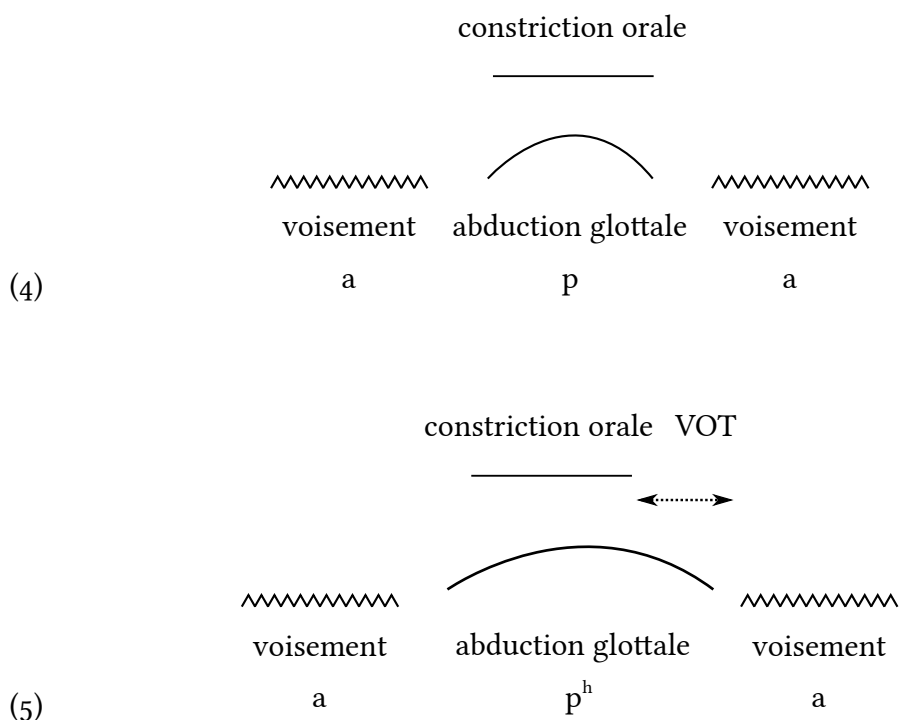 constriction orale
voisement abduction glottale voisement
a p a
(4)
constriction orale VOT
voisement abduction glottale voisement
a pʰ a
(5)